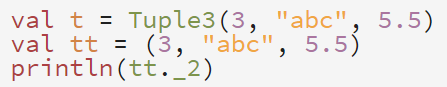 val t = Tuple3(3, "abc", 5.5)
val tt = (3, "abc", 5.5)
println(tt._2)